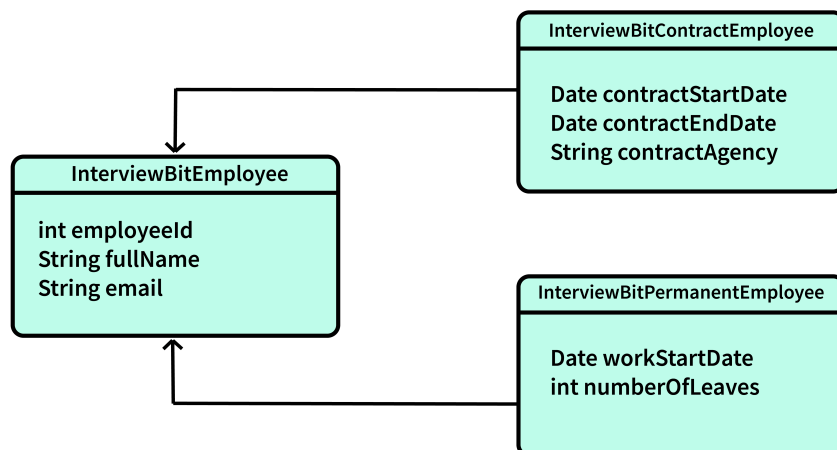 InterviewBitContractEmployee
Date contractStartDate
Date contractEndDate
String contractAgency
InterviewBitEmployee
int employeeId
String fullName
String email
InterviewBitPermanentEmployee
Date workStartDate
int numberOfLeaves